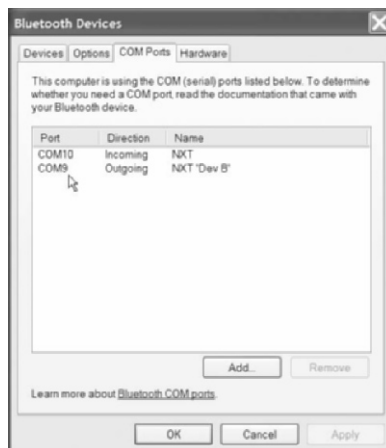 Bluetooth Devices
Devices Options COM Ports Hardware
This computer is using the COM (serial) ports listed below. To determine
whether you need a COM port, read the documentation that came with
your Bluetooth device.
Port Direction Name
COM10 Incoming NXT
COM9 Outgoing NXT 'Dev B'
Add... Remove
Learn more about Bluetooth COM ports.
OK Cancel Apply